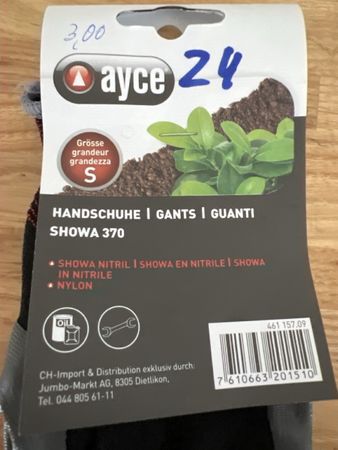 3,00
ayce 24
Grösse
grandeur
grandezza
S
HANDSCHUHE | GANTS | GUANTI
SHOWA 370
• SHOWA NITRIL | SHOWA EN NITRILE | SHOWA
IN NITRILE
• NYLON
OIL
461 157.09
CH-Import & Distribution exklusiv durch:
Jumbo-Markt AG, 8305 Dietlikon,
Tel. 044 805 61-11
7 610663 201510